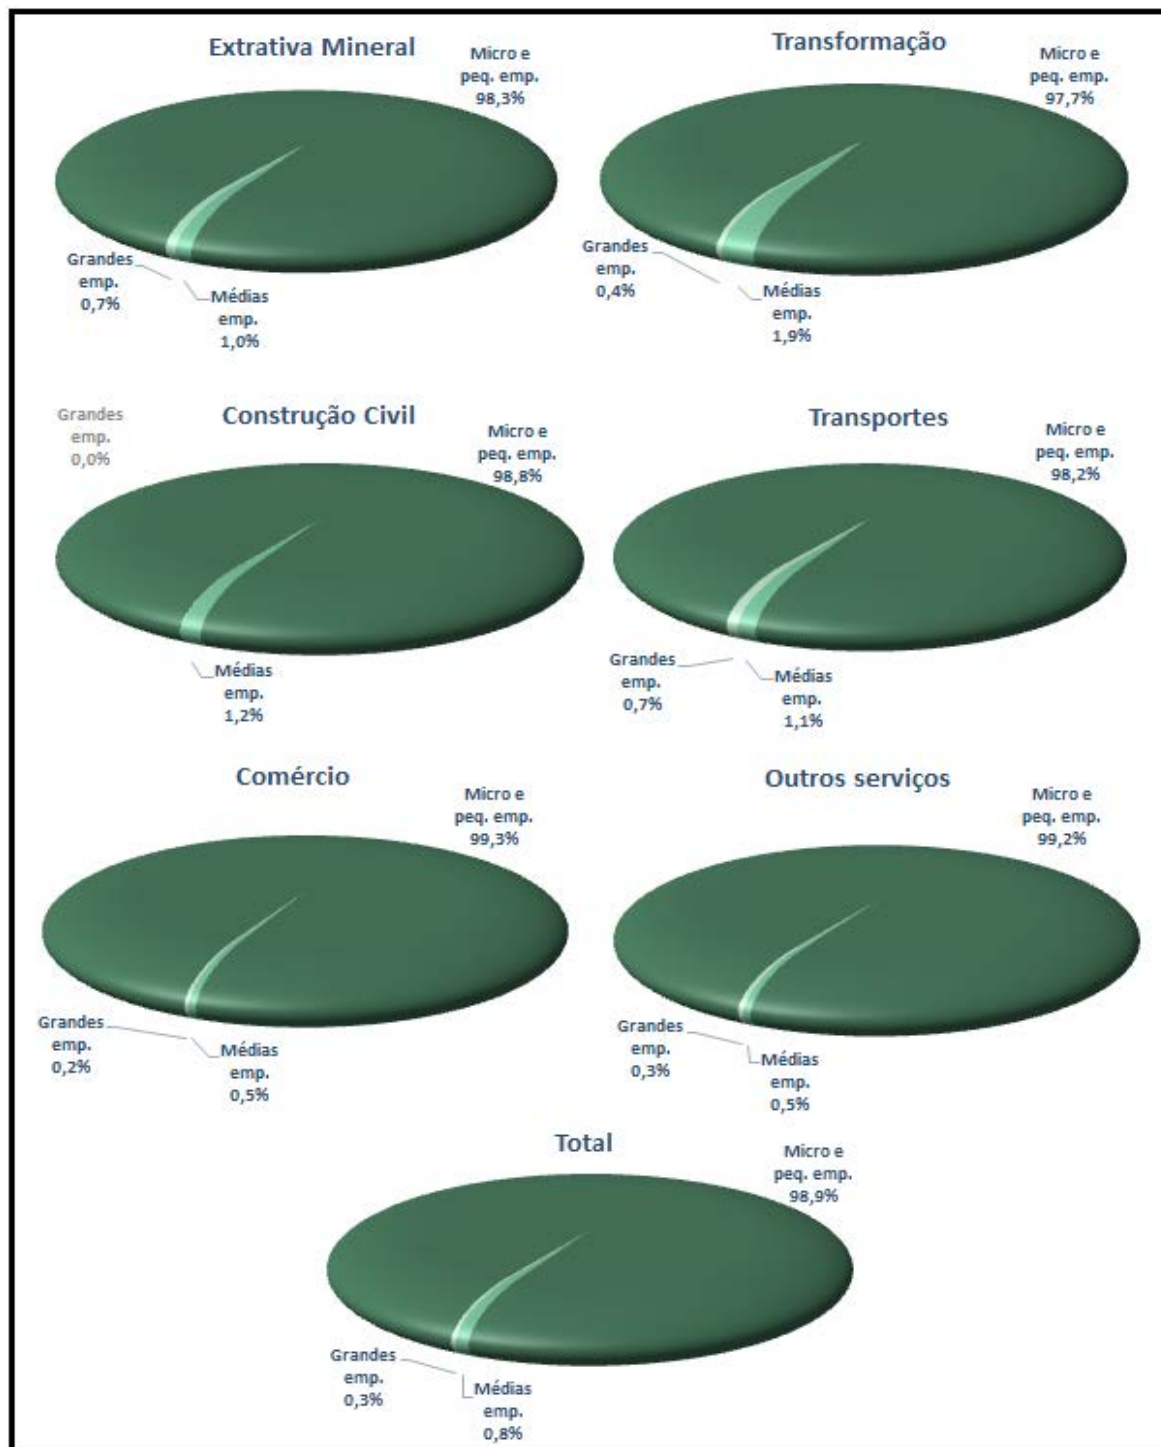 Extrativa Mineral
Micro e
peq. emp.
98,3%
Grandes
emp.
0,7%
Médias
emp.
1,0%
Transformação
Micro e
peq. emp.
97,7%
Grandes
emp.
0,4%
Médias
emp.
1,9%
Construção Civil
Grandes
emp.
0,0%
Micro e
peq. emp.
98,8%
Médias
emp.
1,2%
Transportes
Micro e
peq. emp.
98,2%
Grandes
emp.
0,7%
Médias
emp.
1,1%
Comércio
Micro e
peq. emp.
99,3%
Grandes
emp.
0,2%
Médias
emp.
0,5%
Outros serviços
Micro e
peq. emp.
99,2%
Grandes
emp.
0,3%
Médias
emp.
0,5%
Total
Micro e
peq. emp.
98,9%
Grandes
emp.
0,3%
Médias
emp.
0,8%